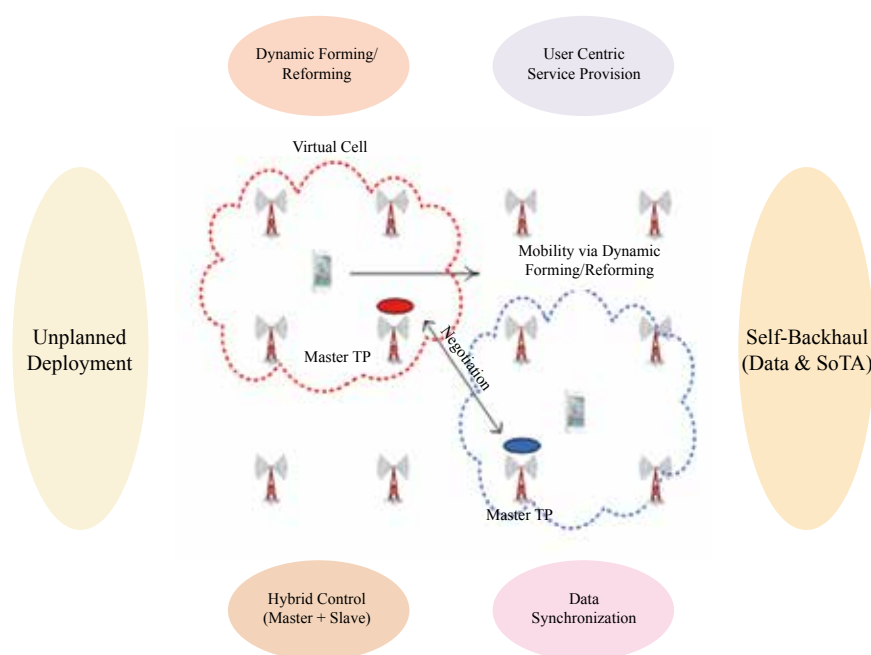 Dynamic Forming/
Reforming
User Centric
Service Provision
Virtual Cell
Mobility via Dynamic
Forming/Reforming
Unplanned
Deployment
Master TP
Negotiration
Self-Backhaul
(Data & SoTA)
Master TP
Hybrid Control
(Master + Slave)
Data
Synchronization